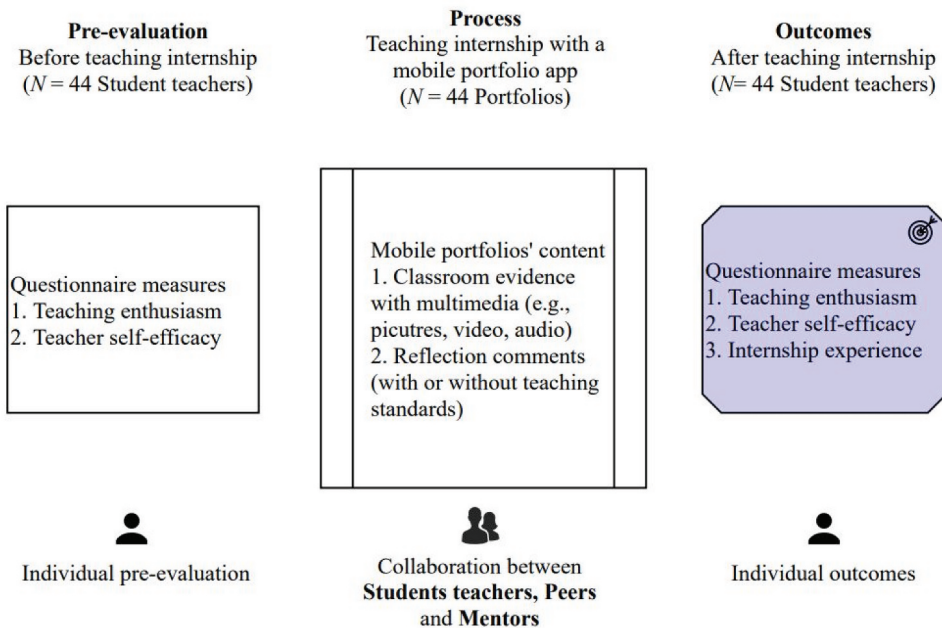 Pre-evaluation
Before teaching internship
(N = 44 Student teachers)
Process
Teaching internship with a
mobile portfolio app
(N = 44 Portfolios)
Outcomes
After teaching internship
(N= 44 Student teachers)
Questionnaire measures
1. Teaching enthusiasm
2. Teacher self-efficacy
Mobile portfolios' content
1. Classroom evidence
with multimedia (e.g.,
picutres, video, audio)
2. Reflection comments
(with or without teaching
standards)
Questionnaire measures
1. Teaching enthusiasm
2. Teacher self-efficacy
3. Internship experience
Individual pre-evaluation
Collaboration between
Students teachers, Peers
and Mentors
Individual outcomes